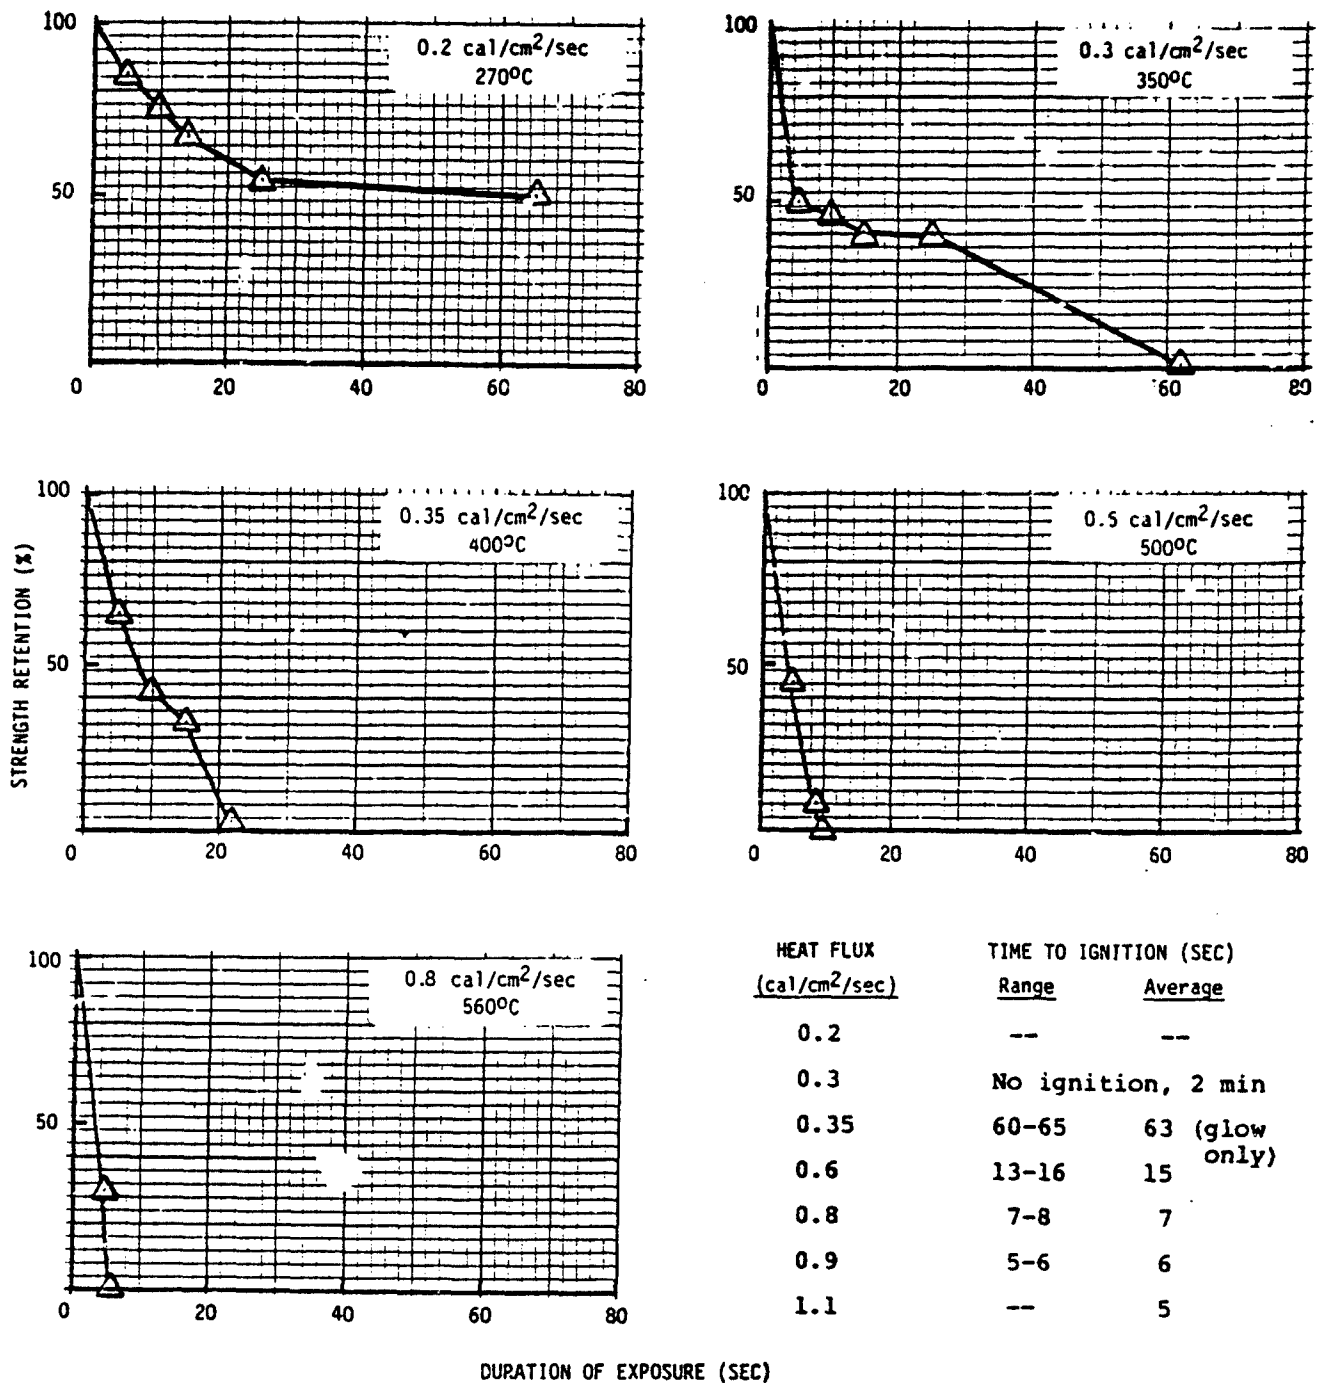 100
0.2 cal/cm²/sec
270°C
50
0 20 40 60 80
100
0.3 cal/cm²/sec
350°C
50
0 20 40 60 80
STRENGTH RETENTION (%)
100
0.35 cal/cm²/sec
400°C
50
0 20 40 60 80
100
0.5 cal/cm²/sec
500°C
50
0 20 40 60 80
100
0.8 cal/cm²/sec
560°C
50
0 20 40 60 80
HEAT FLUX TIME TO IGNITION (SEC)
(cal/cm²/sec) Range Average
0.2 -- --
0.3 No ignition, 2 min
0.35 60-65 63 (glow
only)
0.6 13-16 15
0.8 7-8 7
0.9 5-6 6
1.1 -- 5
DURATION OF EXPOSURE (SEC)